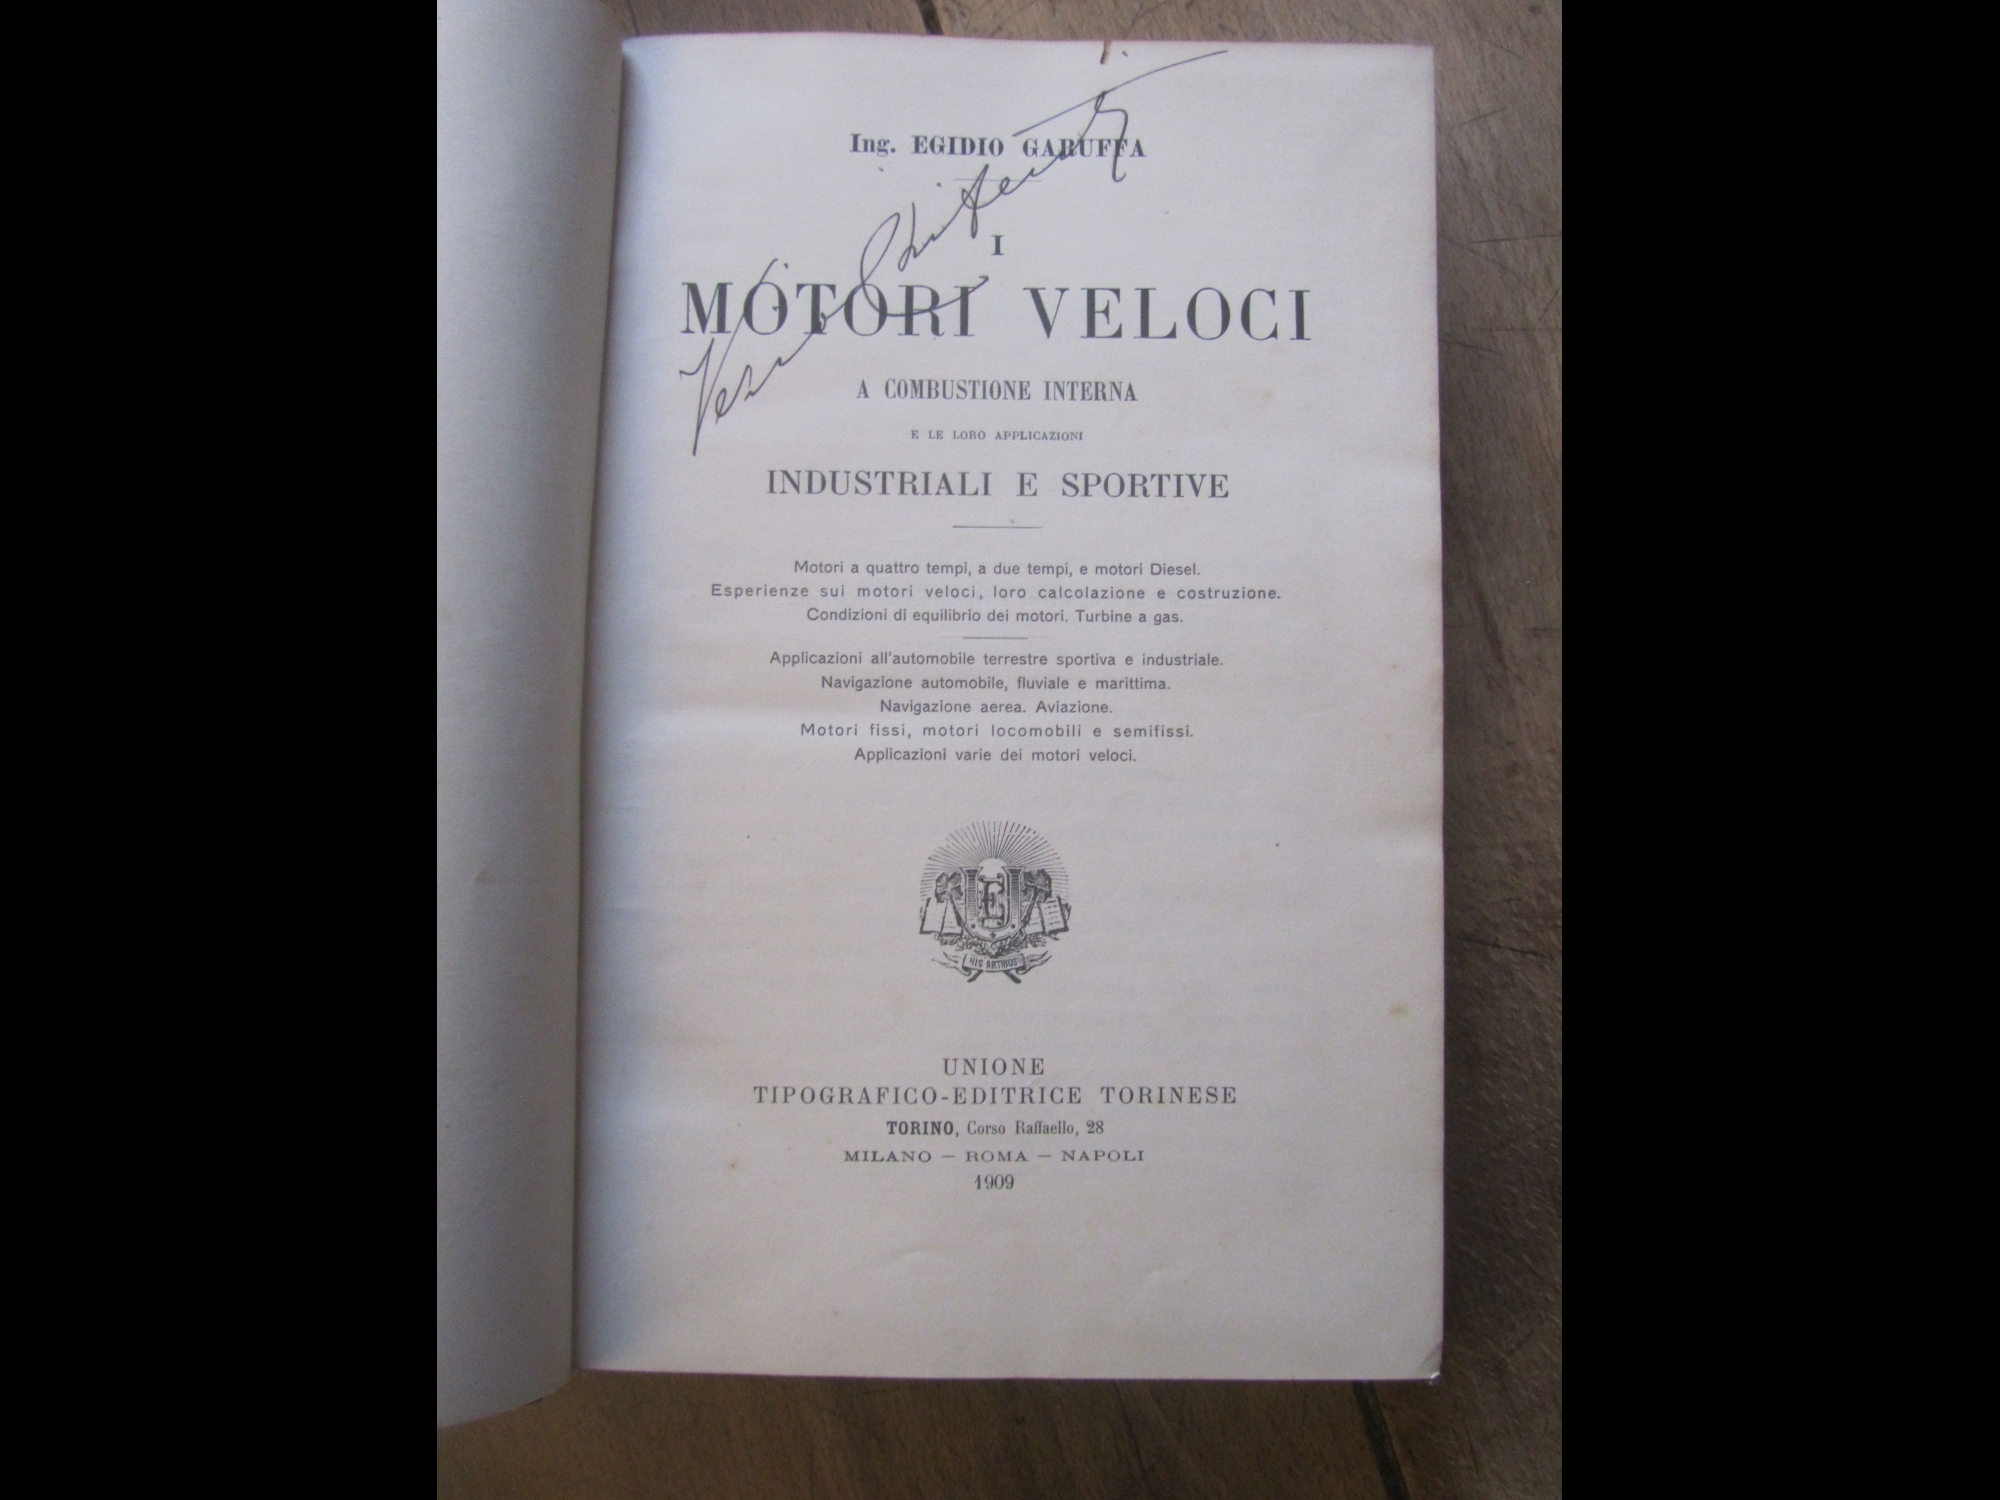 Ing. EGIDIO GARUFFA
I
MOTORI VELOCI
A COMBUSTIONE INTERNA
E LE LORO APPLICAZIONI
INDUSTRIALI E SPORTIVE
Motori a quattro tempi, a due tempi, e motori Diesel.
Esperienze sui motori veloci, loro calcolazione e costruzione.
Condizioni di equilibrio dei motori. Turbine a gas.
Applicazioni all'automobile terrestre sportiva e industriale.
Navigazione automobile, fluviale e marittima.
Navigazione aerea. Aviazione.
Motori fissi, motori locomobili e semifissi.
Applicazioni varie dei motori veloci.
HIS ARTIBUS
UNIONE
TIPOGRAFICO-EDITRICE TORINESE
TORINO, Corso Raffaello, 28
MILANO — ROMA — NAPOLI
1909